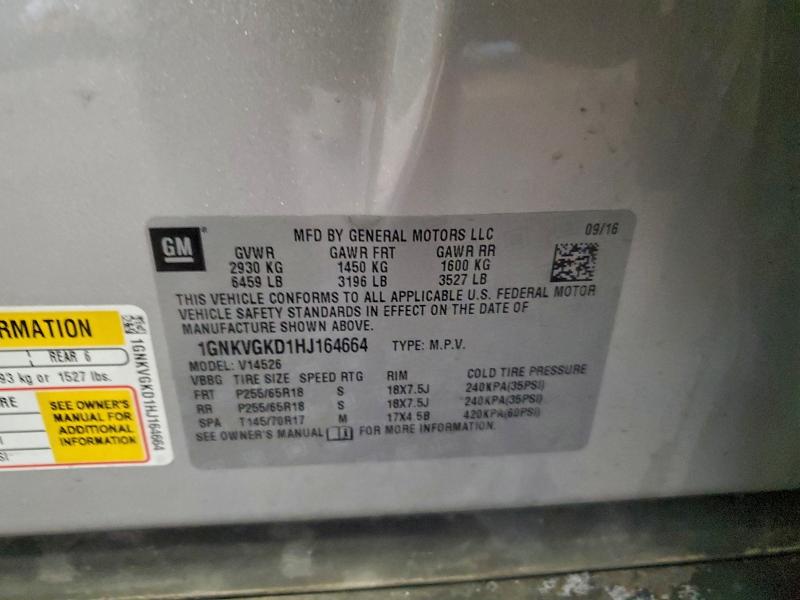 GM
MFD BY GENERAL MOTORS LLC
09/16
GVWR GAWR FRT GAWR RR
2930 KG 1450 KG 1600 KG
6459 LB 3196 LB 3527 LB
THIS VEHICLE CONFORMS TO ALL APPLICABLE U.S. FEDERAL MOTOR
VEHICLE SAFETY STANDARDS IN EFFECT ON THE DATE OF
MANUFACTURE SHOWN ABOVE.
1GNKVGKD1HJ164664 TYPE: M.P.V.
MODEL: V14526
VBBG TIRE SIZE SPEED RTG RIM COLD TIRE PRESSURE
FRT P255/65R18 S 18X7.5J 240KPA(35PSI)
RR P255/65R18 S 18X7.5J 240KPA(35PSI)
SPA T145/70R17 M 17X4.5B 420KPA(60PSI)
SEE OWNER'S MANUAL FOR MORE INFORMATION.
RMATION
REAR 6
93 kg or 1527 lbs.
RE
SEE OWNER'S
MANUAL FOR
ADDITIONAL
INFORMATION
1GNKVGKD1HJ164664